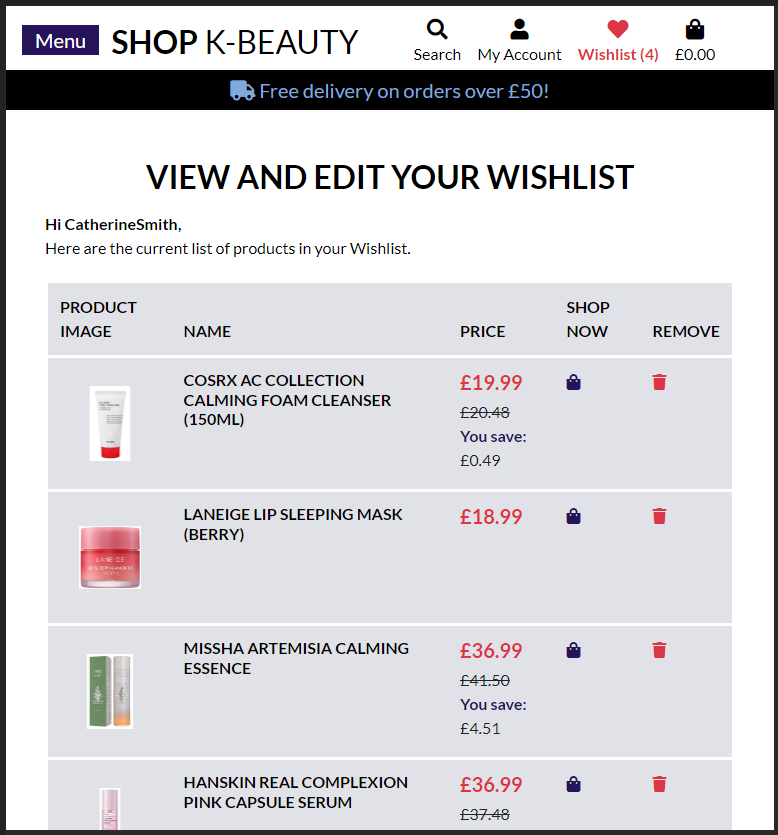 Menu SHOP K-BEAUTY
Search My Account Wishlist (4) £0.00
Free delivery on orders over £50!
VIEW AND EDIT YOUR WISHLIST
Hi CatherineSmith,
Here are the current list of products in your Wishlist.
PRODUCT IMAGE NAME PRICE SHOP NOW REMOVE
COSRX AC COLLECTION
CALMING FOAM CLEANSER
(150ML)
£19.99
£20.48
You save:
£0.49
LANEIGE
LANEIGE LIP SLEEPING MASK
(BERRY)
£18.99
MISSHA ARTEMISIA CALMING
ESSENCE
£36.99
£41.50
You save:
£4.51
HANSKIN REAL COMPLEXION
PINK CAPSULE SERUM
£36.99
£37.48